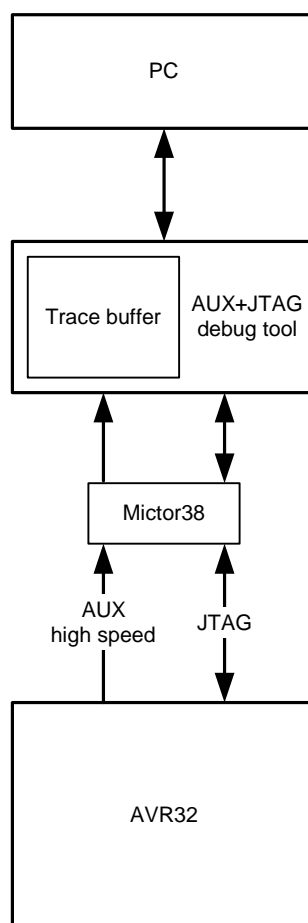 PC
Trace buffer
AUX+JTAG
debug tool
Mictor38
AUX
high speed
JTAG
AVR32